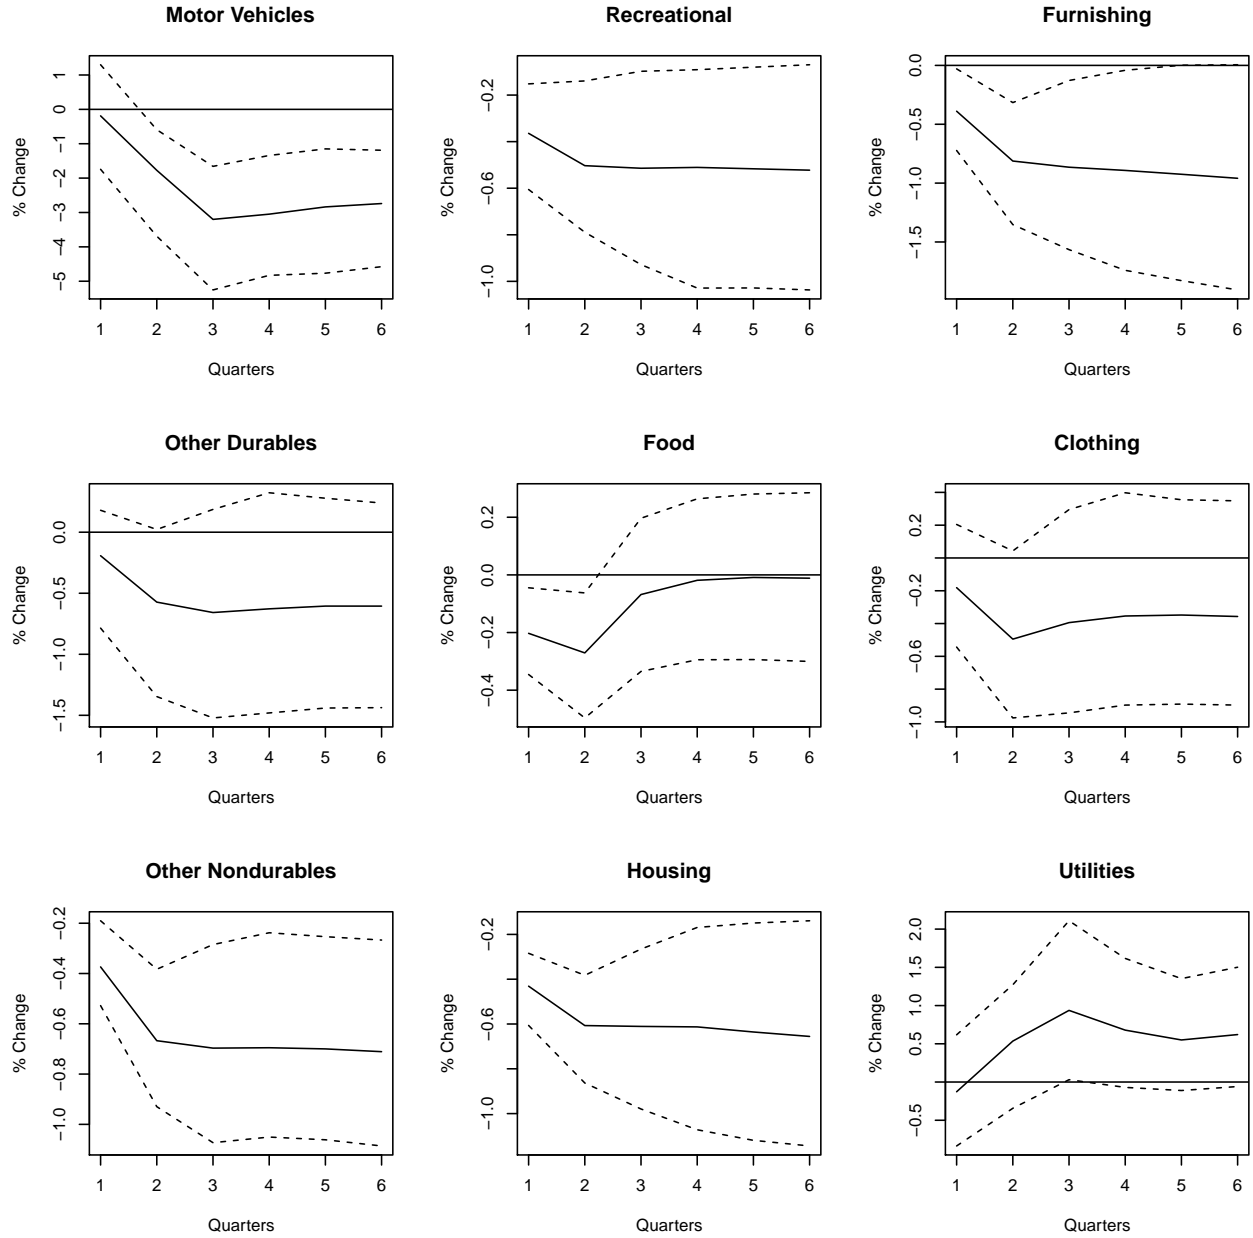 Motor Vehicles
Recreational
Furnishing
% Change
1
0
−1
−2
−3
−4
−5
% Change
−0.2
−0.6
−1.0
% Change
0.0
−0.5
−1.0
−1.5
1 2 3 4 5 6
1 2 3 4 5 6
1 2 3 4 5 6
Quarters
Quarters
Quarters
Other Durables
Food
Clothing
% Change
0.0
−0.5
−1.0
−1.5
% Change
0.2
0.0
−0.2
−0.4
% Change
0.2
−0.2
−0.6
−1.0
1 2 3 4 5 6
1 2 3 4 5 6
1 2 3 4 5 6
Quarters
Quarters
Quarters
Other Nondurables
Housing
Utilities
% Change
−0.2
−0.4
−0.6
−0.8
−1.0
% Change
−0.2
−0.6
−1.0
% Change
2.0
1.5
1.0
0.5
−0.5
1 2 3 4 5 6
1 2 3 4 5 6
1 2 3 4 5 6
Quarters
Quarters
Quarters